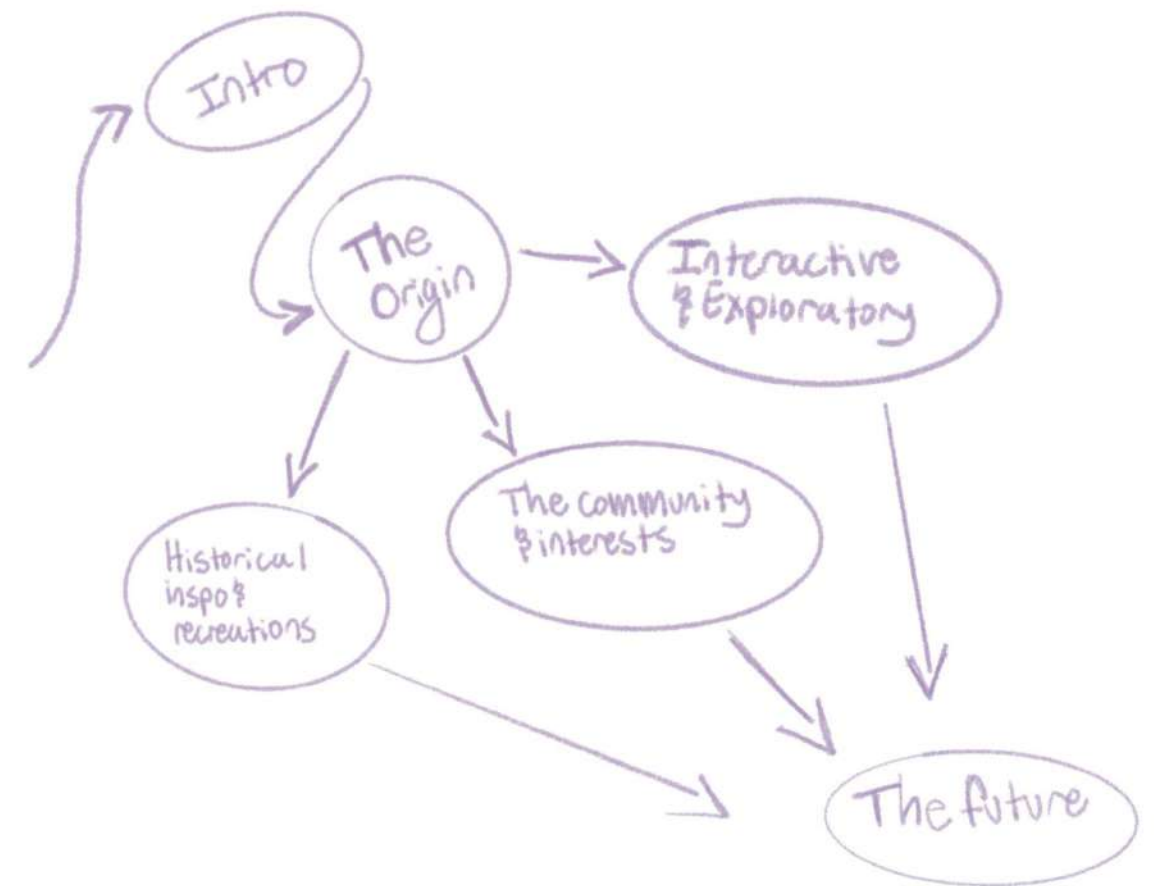 Intro
The
Origin
Interactive
& Exploratory
The community
& interests
Historical
inspo &
recreations
The future